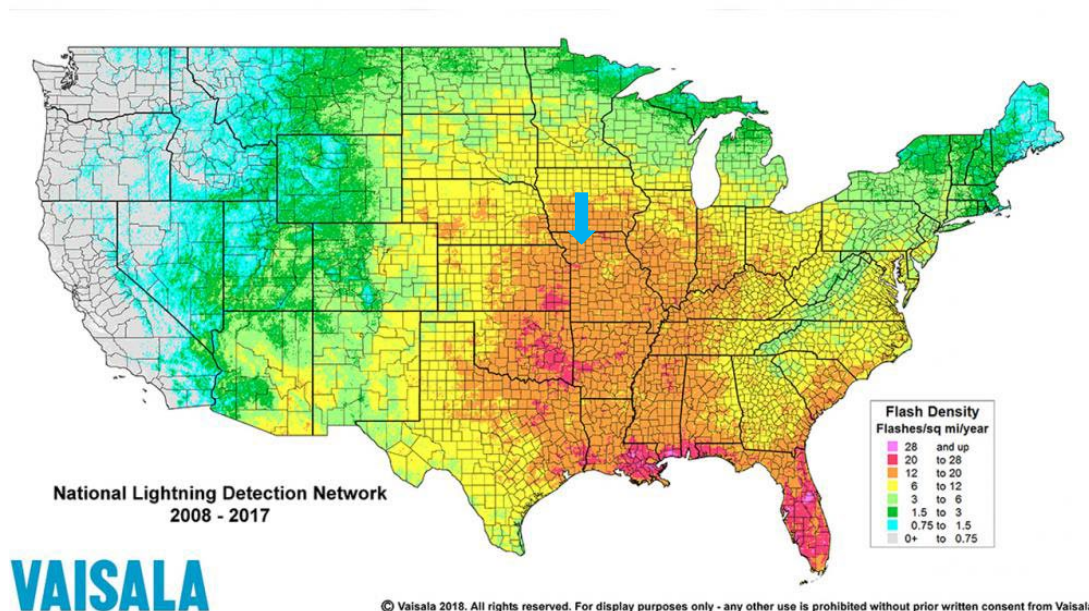 National Lightning Detection Network
2008 - 2017
Flash Density
Flashes/sq mi/year
28 and up
20 to 28
12 to 20
6 to 12
3 to 6
1.5 to 3
0.75 to 1.5
0+ to 0.75
VAISALA
© Vaisala 2018. All rights reserved. For display purposes only - any other use is prohibited without prior written consent from Vaisala